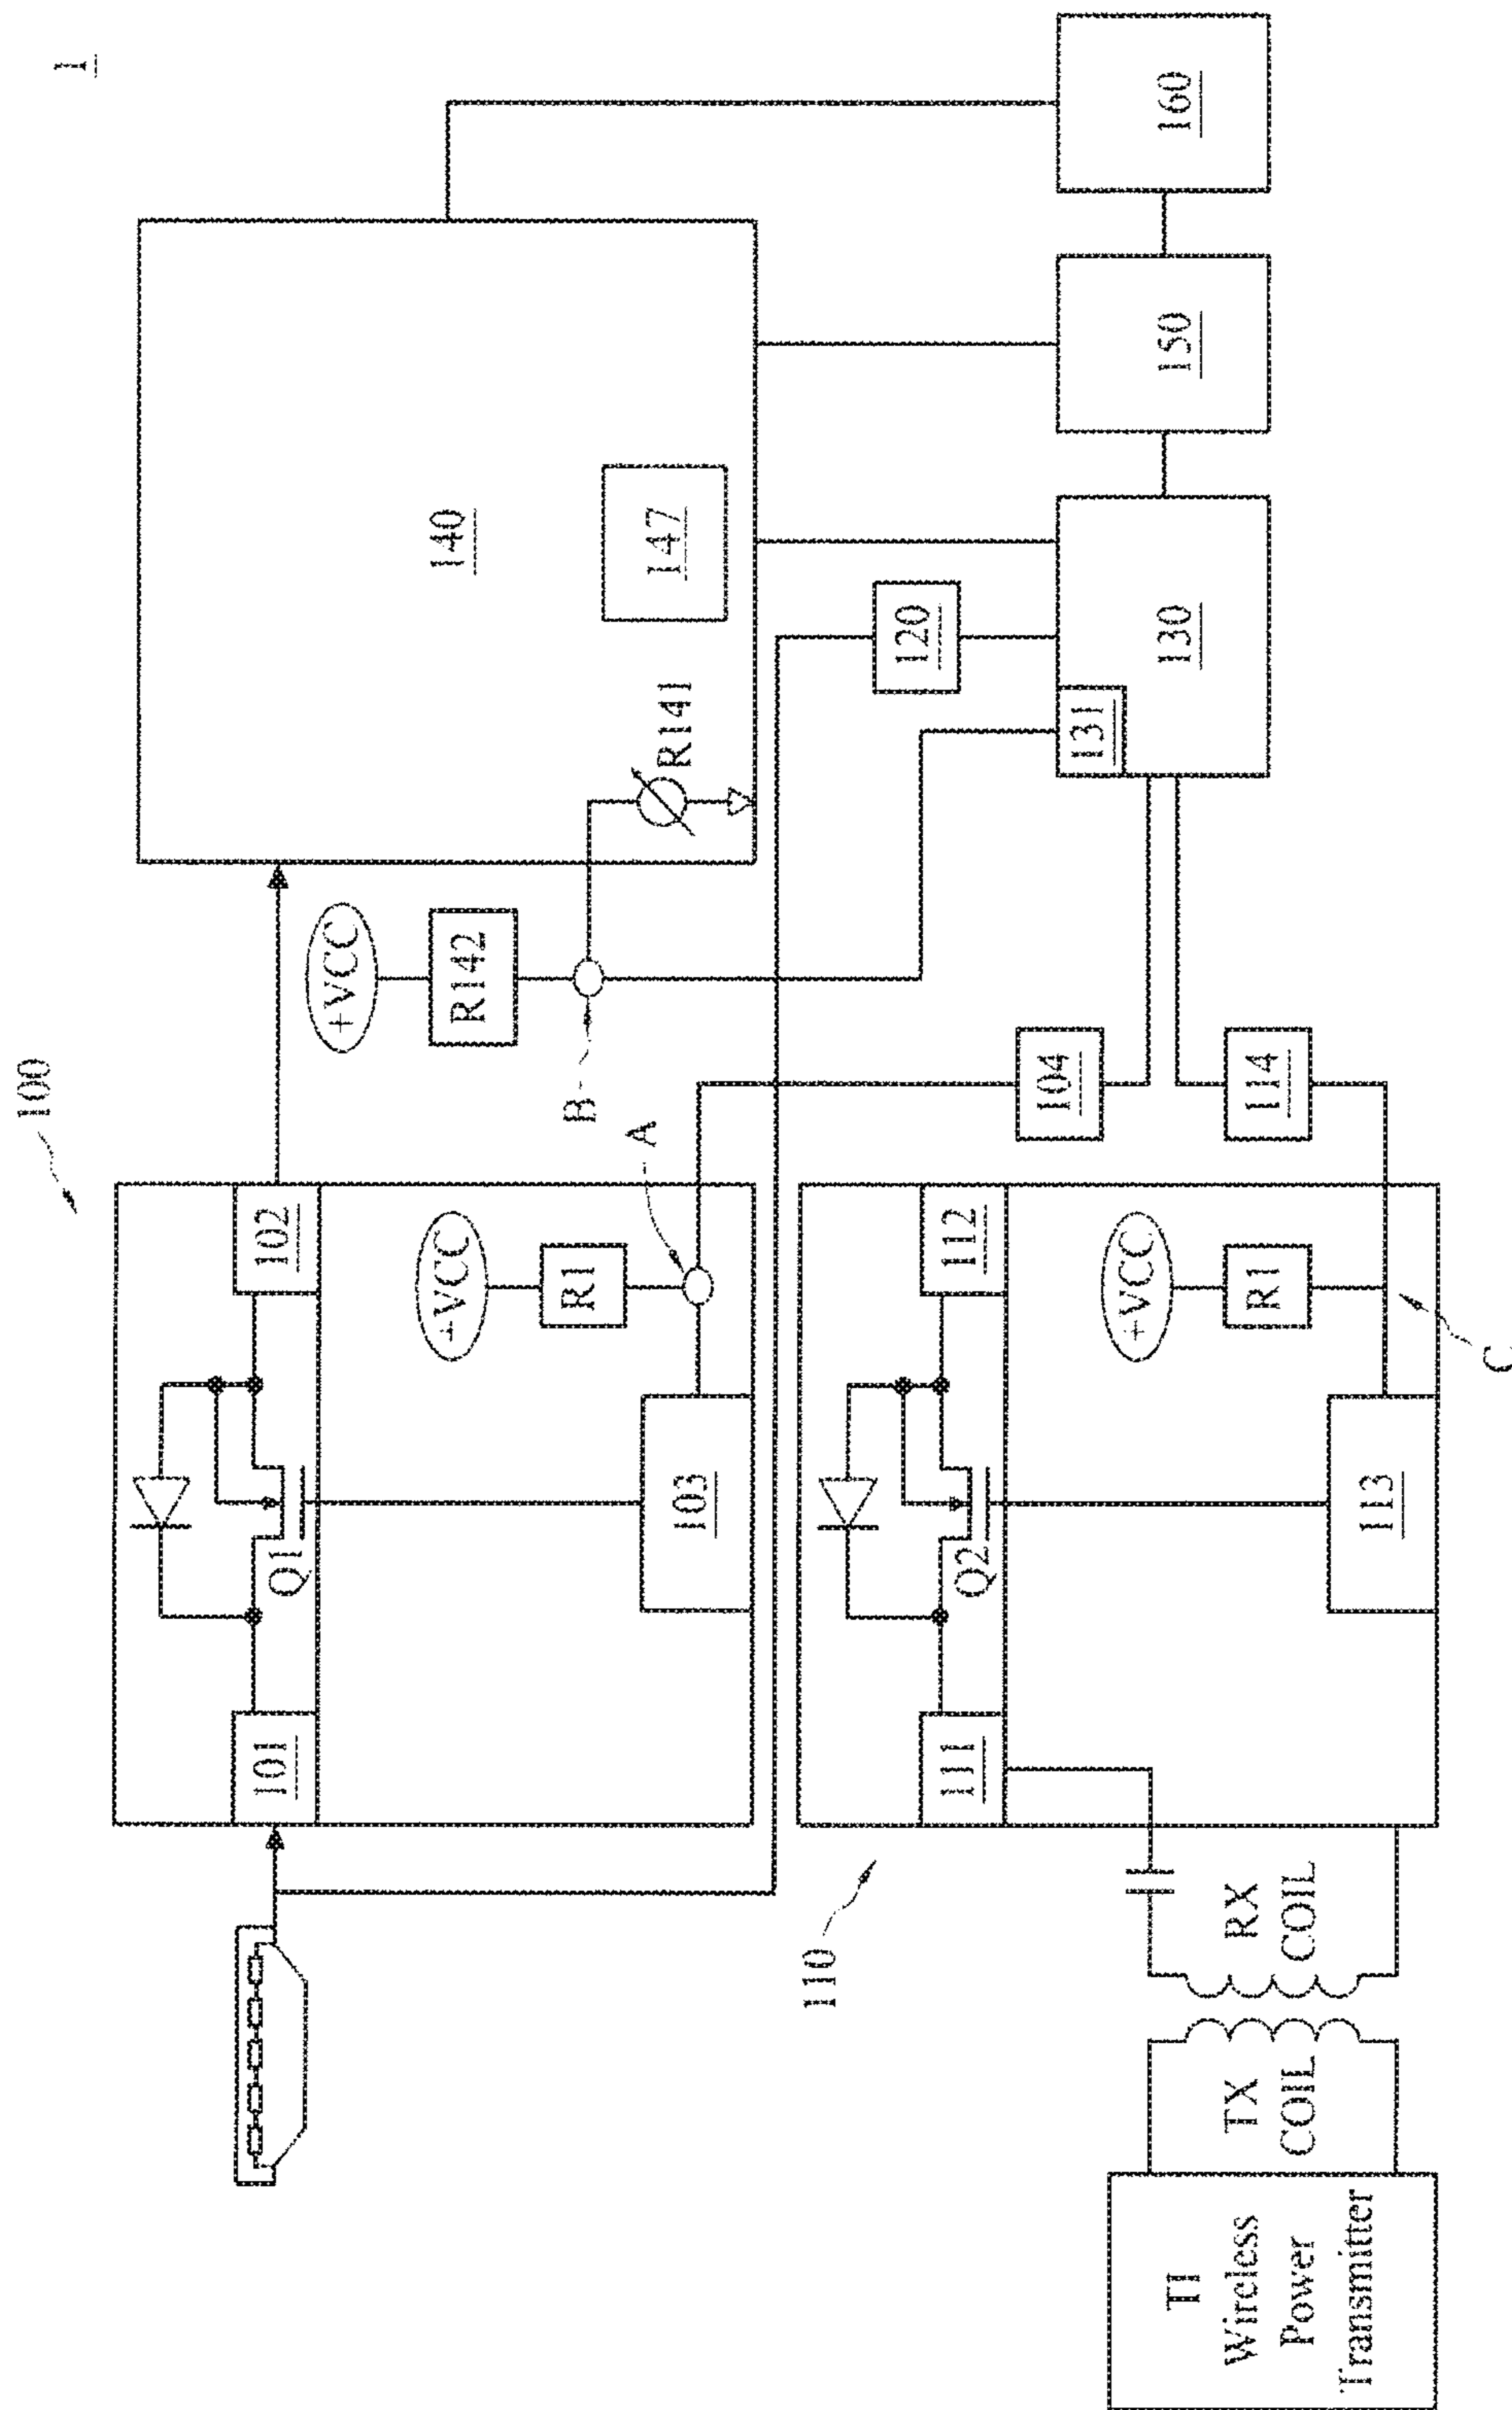 1
100
101
Q1
102
103
+VCC
R1
A
B
+VCC
R142
140
147
R141
120
104
114
131
130
150
160
110
111
Q2
112
113
+VCC
R1
C
TI
Wireless
Power
Transmitter
TX
COIL
RX
COIL